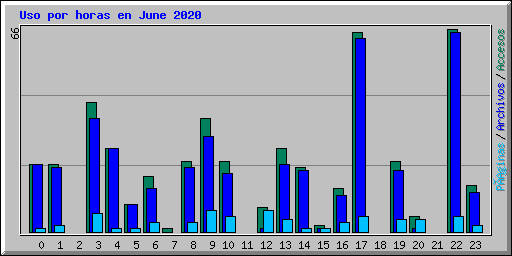 Uso por horas en June 2020
66
0 1 2 3 4 5 6 7 8 9 10 11 12 13 14 15 16 17 18 19 20 21 22 23
/ Archivos / Accesos